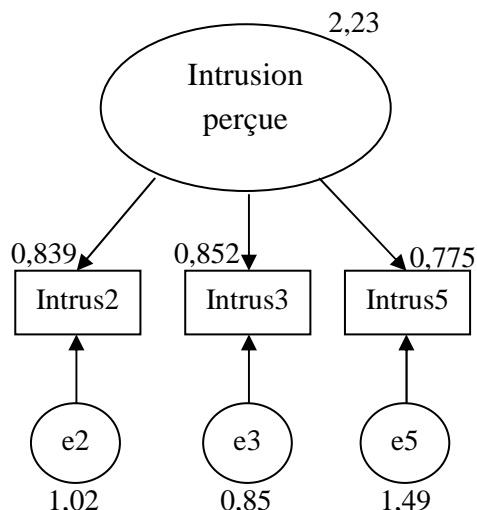 2,23
Intrusion
perçue
0,839
0,852
0,775
Intrus2
Intrus3
Intrus5
e2
e3
e5
1,02
0,85
1,49